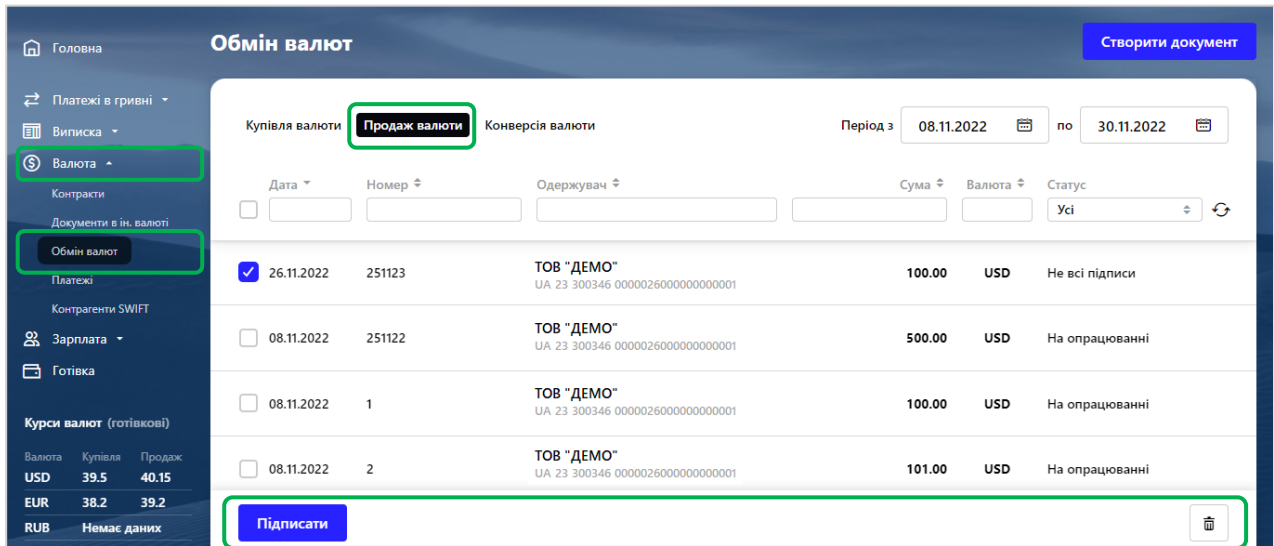 Головна
Платежі в гривні
Виписка
Валюта
Контракти
Документи в ін. валюті
Обмін валют
Платежі
Контрагенти SWIFT
Зарплата
Готівка
Курси валют (готівкові)
Валюта Купівля Продаж
USD 39.5 40.15
EUR 38.2 39.2
RUB Немає даних
Обмін валют Створити документ
Купівля валюти Продаж валюти Конверсія валюти Період з 08.11.2022 по 30.11.2022
Дата Номер Одержувач Сума Валюта Статус
Усі
26.11.2022 251123 ТОВ "ДЕМО" 100.00 USD Не всі підписи
UA 23 300346 0000026000000000001
08.11.2022 251122 ТОВ "ДЕМО" 500.00 USD На опрацюванні
UA 23 300346 0000026000000000001
08.11.2022 1 ТОВ "ДЕМО" 100.00 USD На опрацюванні
UA 23 300346 0000026000000000001
08.11.2022 2 ТОВ "ДЕМО" 101.00 USD На опрацюванні
UA 23 300346 0000026000000000001
Підписати